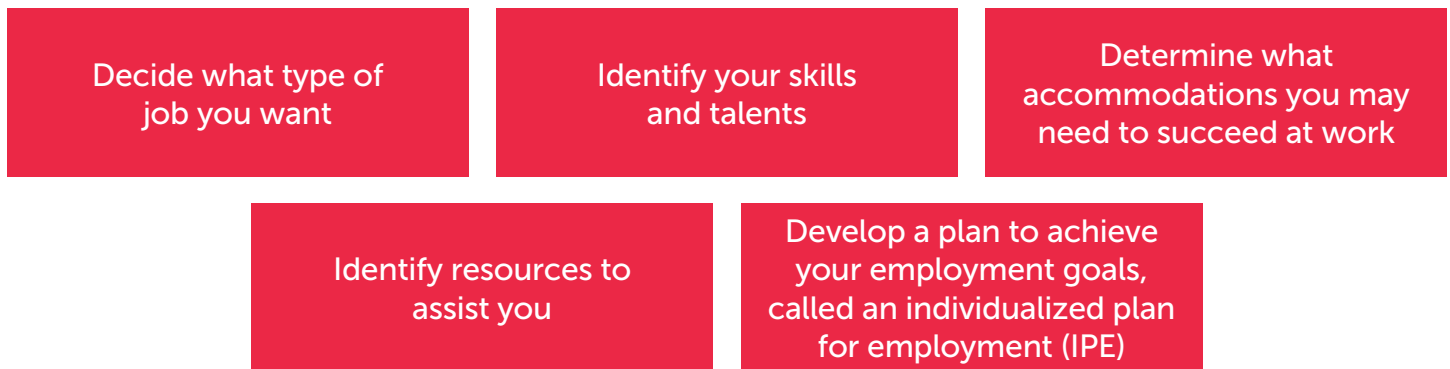 Decide what type of
job you want
Identify your skills
and talents
Determine what
accommodations you may
need to succeed at work
Identify resources to
assist you
Develop a plan to achieve
your employment goals,
called an individualized plan
for employment (IPE)